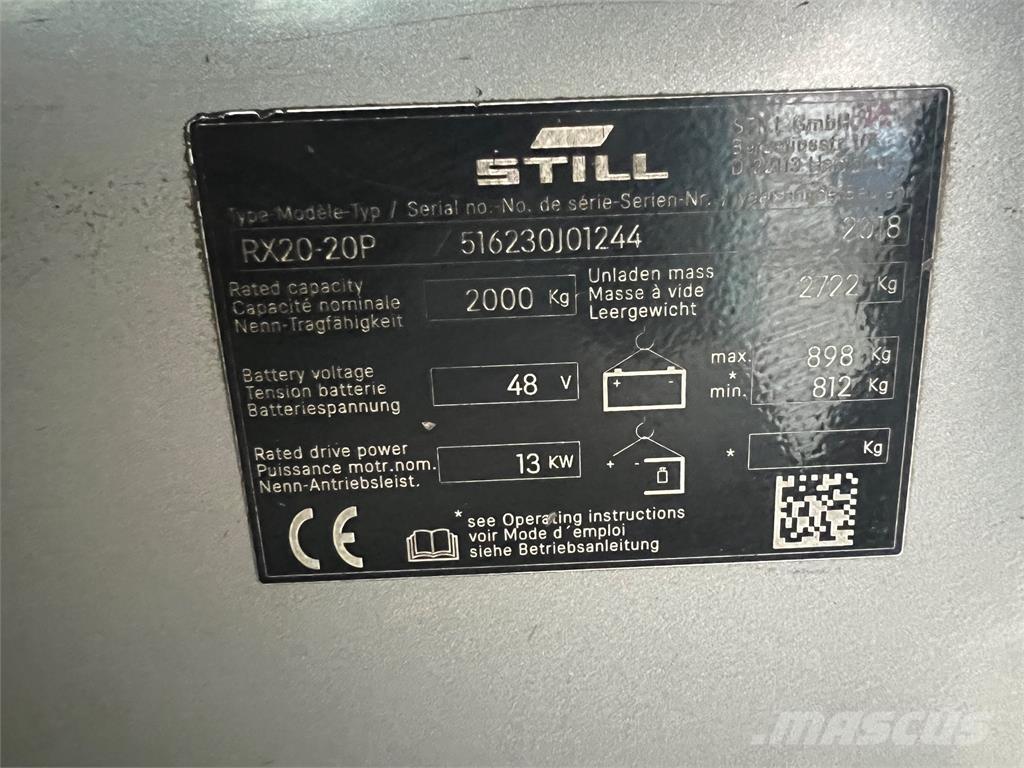 STILL
STILL GmbH
Type-Modèle-Typ / Serial no.-No. de série-Serien-Nr. /
RX20-20P / 516230J01244 2018
Rated capacity
Capacité nominale
Nenn-Tragfähigkeit
2000 Kg
Unladen mass
Masse à vide
Leergewicht
2722 Kg
Battery voltage
Tension batterie
Batteriespannung
48 V
+ -
max. 898 Kg
*
min. 812 Kg
Rated drive power
Puissance motr.nom.
Nenn-Antriebsleist.
13 KW
+ -
* Kg
CE
* see Operating instructions
voir Mode d´emploi
siehe Betriebsanleitung
MASCUS